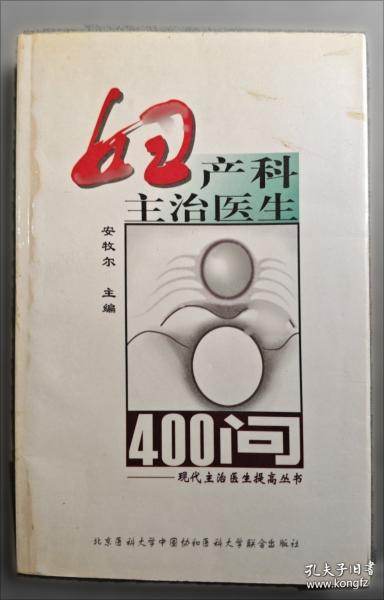 妇产科
主治医生
安牧尔 主编
400问
——现代主治医生提高丛书
北京医科大学中国协和医科大学联合出版社
孔夫子旧书
www.kongfz